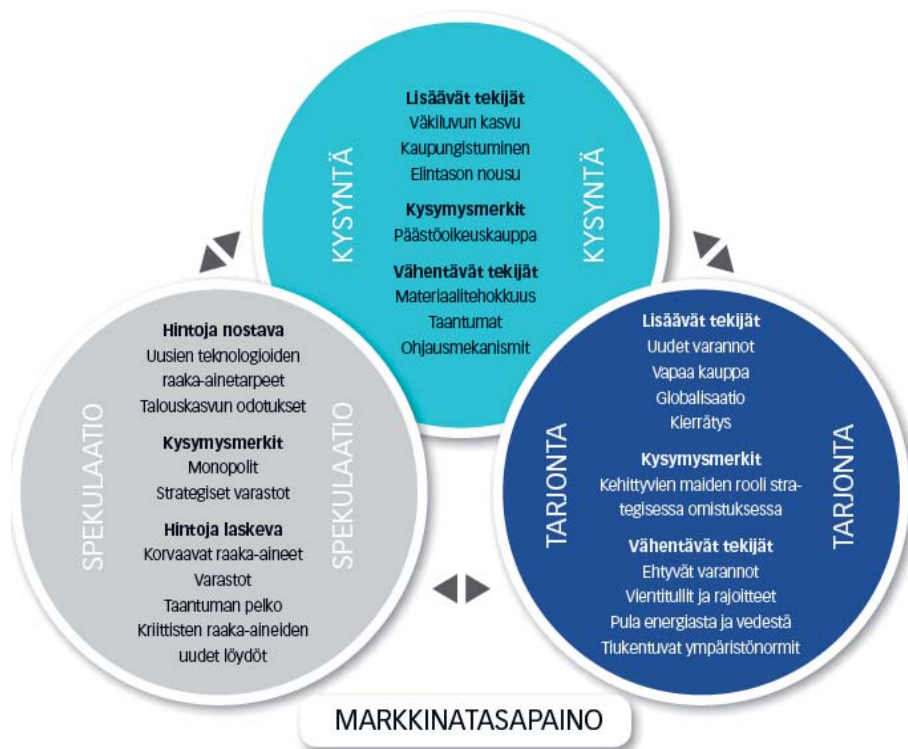 KYSYNTÄ
Lisäävät tekijät
Väkiluvun kasvu
Kaupungistuminen
Elintason nousu
Kysymysmerkit
Päästöoikeuskauppa
Vähentävät tekijät
Materiaalitehokkuus
Taantumat
Ohjausmekanismit
KYSYNTÄ
SPEKULAATIO
Hintoja nostava
Uusien teknologioiden
raaka-ainetarpeet
Talouskasvun odotukset
Kysymysmerkit
Monopolit
Strategiset varastot
Hintoja laskeva
Korvaavat raaka-aineet
Varastot
Taantuman pelko
Kriittisten raaka-aineiden
uudet löydöt
SPEKULAATIO
TARJONTA
Lisäävät tekijät
Uudet varannot
Vapaa kauppa
Globalisaatio
Kierrätys
Kysymysmerkit
Kehittyvien maiden rooli stra-
tegisessa omistuksessa
Vähentävät tekijät
Ehtyvät varannot
Vientitullit ja rajoitteet
Pula energiasta ja vedestä
Tiukentuvat ympäristönormit
TARJONTA
MARKKINATASAPAINO